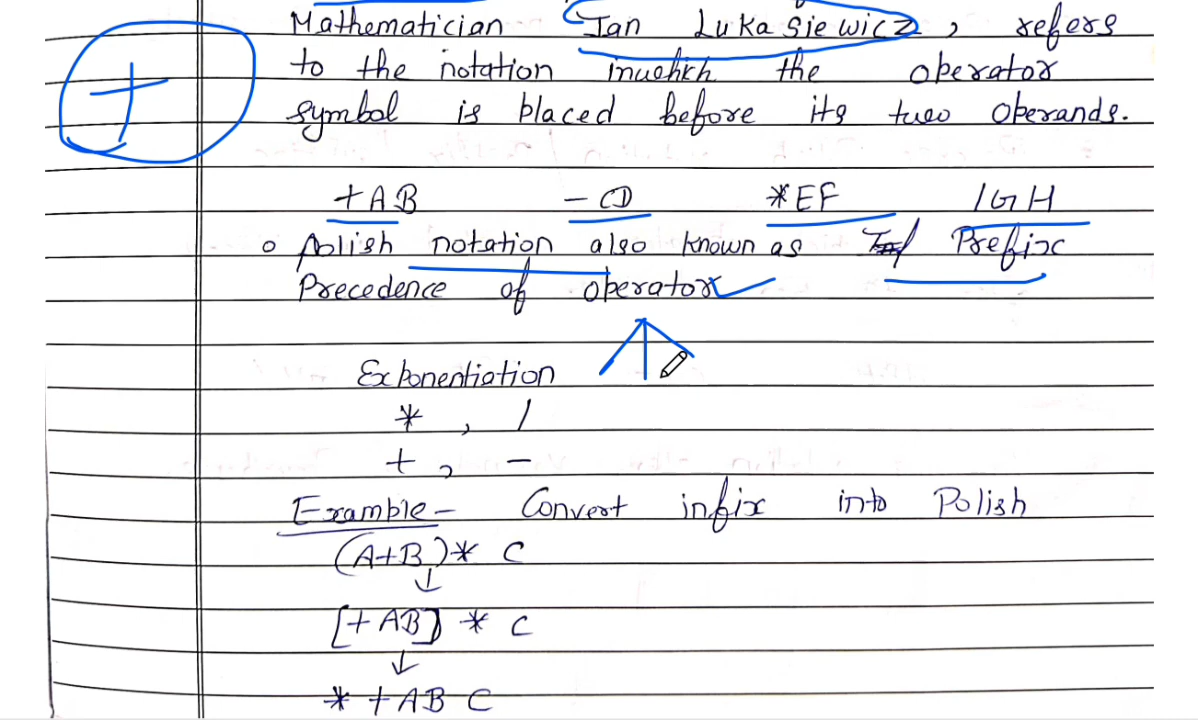 Mathematician Jan Lukasiewicz, refers
to the notation inwhich the operator
symbol is placed before its two operands.
+
+AB -CD *EF /GH
o Polish notation also known as Prefix
Precedence of operator
Exponentiation ↑
* , /
+ , -
Example - Convert infix into Polish
(A+B)* C
↓
[+AB] * C
↓
* +AB C